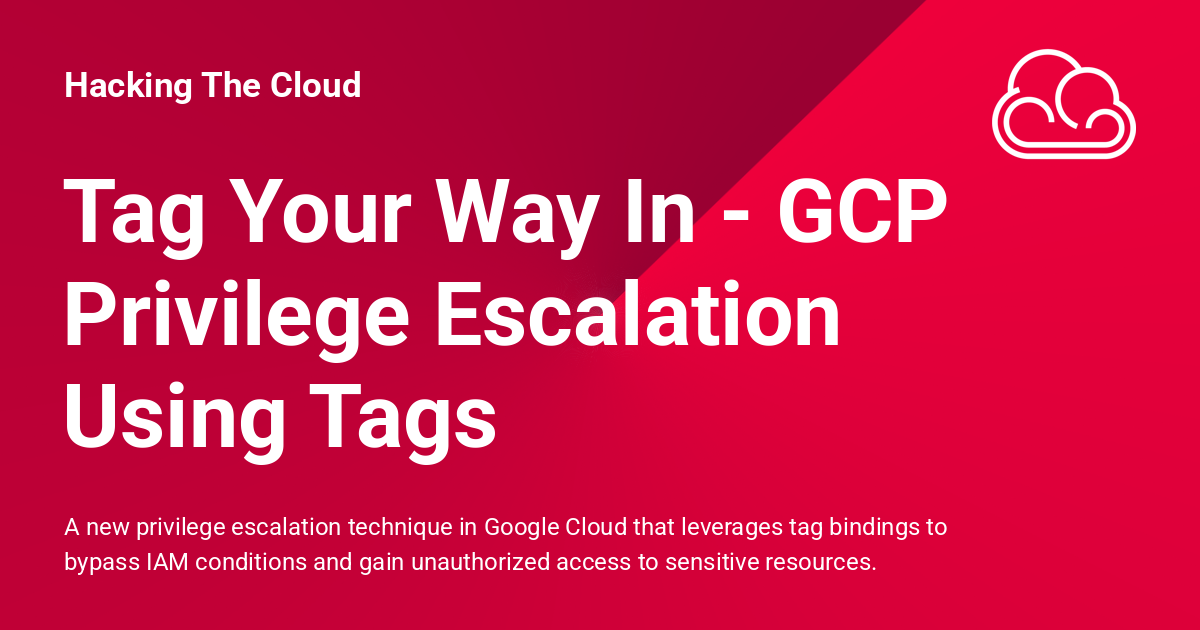 Hacking The Cloud
Tag Your Way In - GCP
Privilege Escalation
Using Tags
A new privilege escalation technique in Google Cloud that leverages tag bindings to
bypass IAM conditions and gain unauthorized access to sensitive resources.